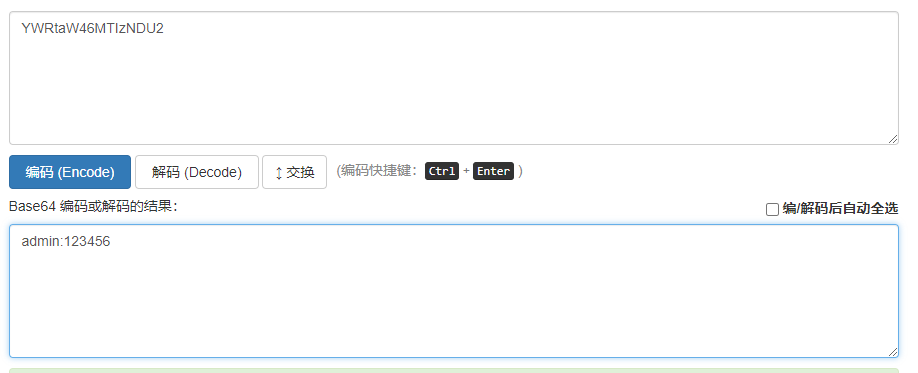 YWRtaW46MTIzNDU2
编码 (Encode) 解码 (Decode) ↕ 交换 (编码快捷键: Ctrl + Enter )
Base64 编码或解码的结果: 编/解码后自动全选
admin:123456